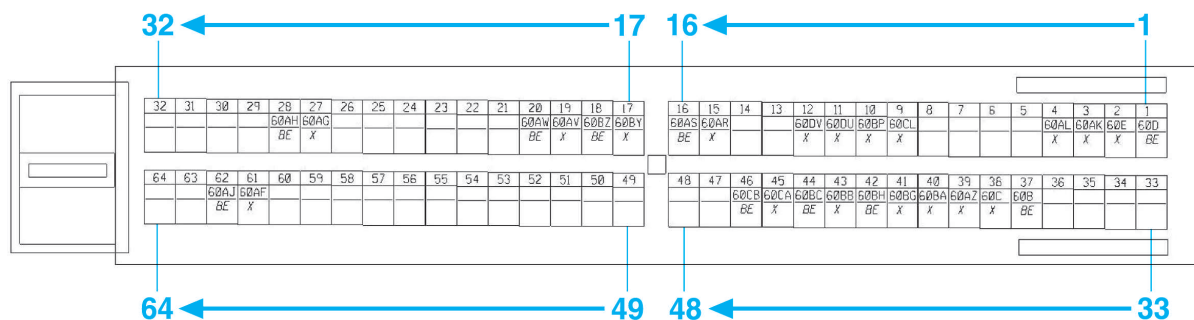 32 17 16 1
32 31 30 29 28 27 26 25 24 23 22 21 20 19 18 17 16 15 14 13 12 11 10 9 8 7 6 5 4 3 2 1
60AH 60AG 60AW 60AV 60BZ 60BY 60AS 60AR 60DV 60DU 60BP 60CL 60AL 60AK 60E 60D
BE X BE X BE X BE X X X X X X X X BE
64 63 62 61 60 59 58 57 56 55 54 53 52 51 50 49 48 47 46 45 44 43 42 41 40 39 38 37 36 35 34 33
60AJ 60AF 60CB 60CA 60BC 60BB 60BH 60BG 60BA 60AZ 60C 60B
BE X BE X BE X BE X X X X BE
64 49 48 33